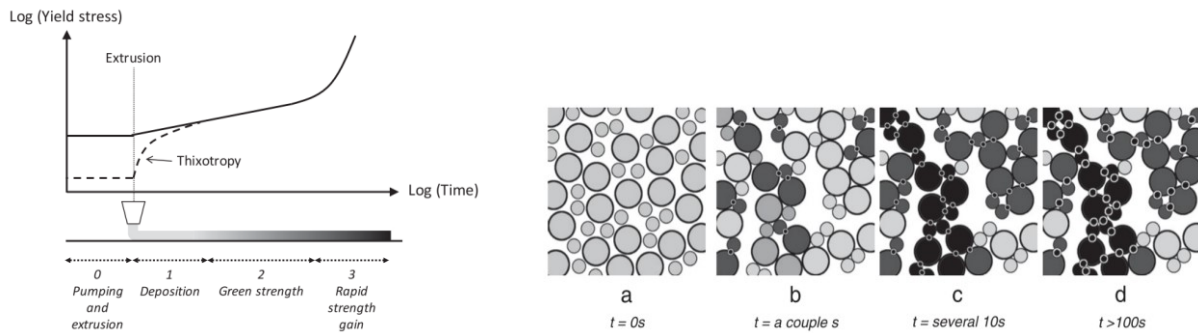 Log (Yield stress)
Extrusion
Thixotropy
Log (Time)
0 1 2 3
Pumping and extrusion
Deposition
Green strength
Rapid strength gain
a b c d
t = 0s t = a couple s t = several 10s t >100s